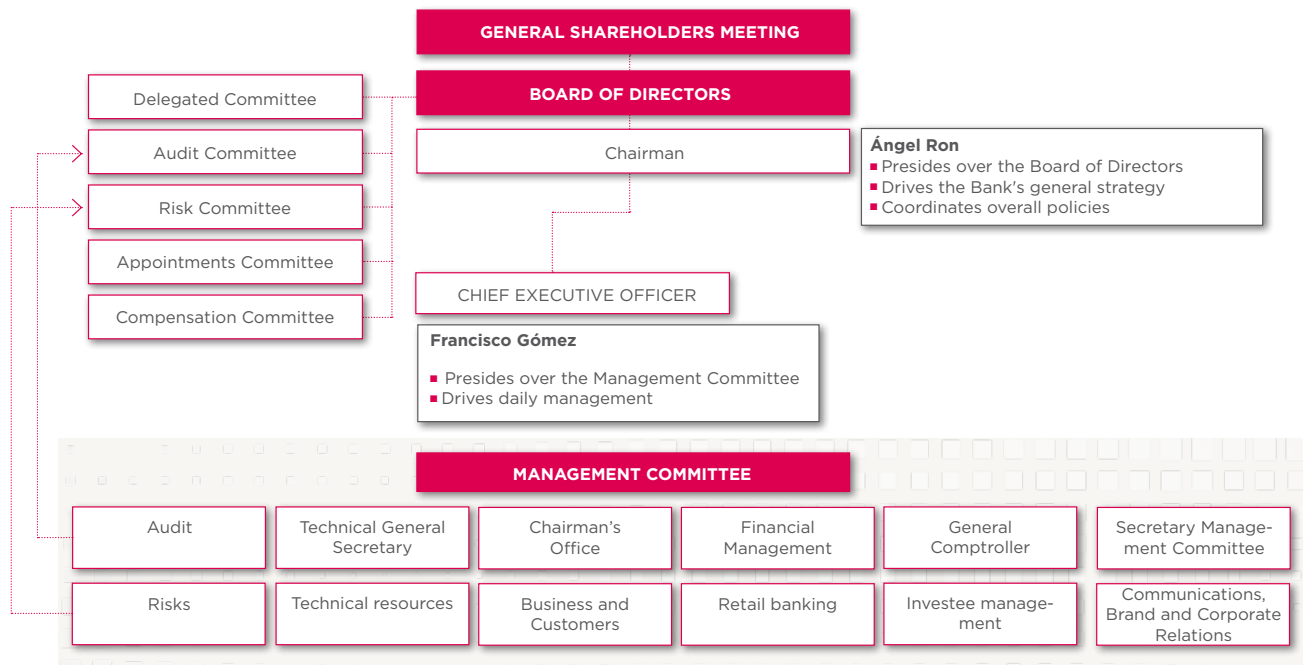 GENERAL SHAREHOLDERS MEETING
BOARD OF DIRECTORS
Delegated Committee
Audit Committee
Risk Committee
Appointments Committee
Compensation Committee
Chairman
Ángel Ron
Presides over the Board of Directors
Drives the Bank's general strategy
Coordinates overall policies
CHIEF EXECUTIVE OFFICER
Francisco Gómez
Presides over the Management Committee
Drives daily management
MANAGEMENT COMMITTEE
Audit
Technical General
Secretary
Chairman’s
Office
Financial
Management
General
Comptroller
Secretary Manage-
ment Committee
Risks
Technical resources
Business and
Customers
Retail banking
Investee manage-
ment
Communications,
Brand and Corporate
Relations